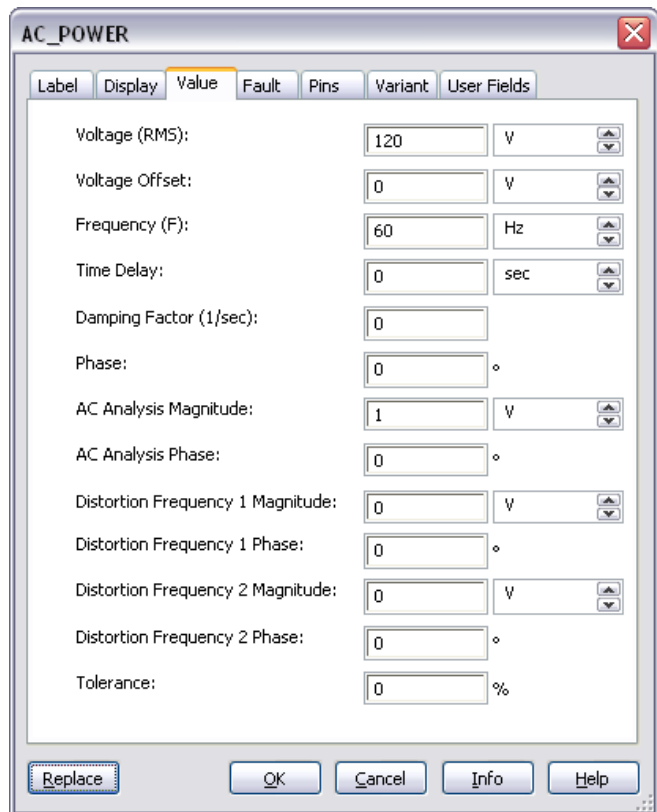 AC_POWER
Label Display Value Fault Pins Variant User Fields
Voltage (RMS): 120 V
Voltage Offset: 0 V
Frequency (F): 60 Hz
Time Delay: 0 sec
Damping Factor (1/sec): 0
Phase: 0 °
AC Analysis Magnitude: 1 V
AC Analysis Phase: 0 °
Distortion Frequency 1 Magnitude: 0 V
Distortion Frequency 1 Phase: 0 °
Distortion Frequency 2 Magnitude: 0 V
Distortion Frequency 2 Phase: 0 °
Tolerance: 0 %
Replace OK Cancel Info Help